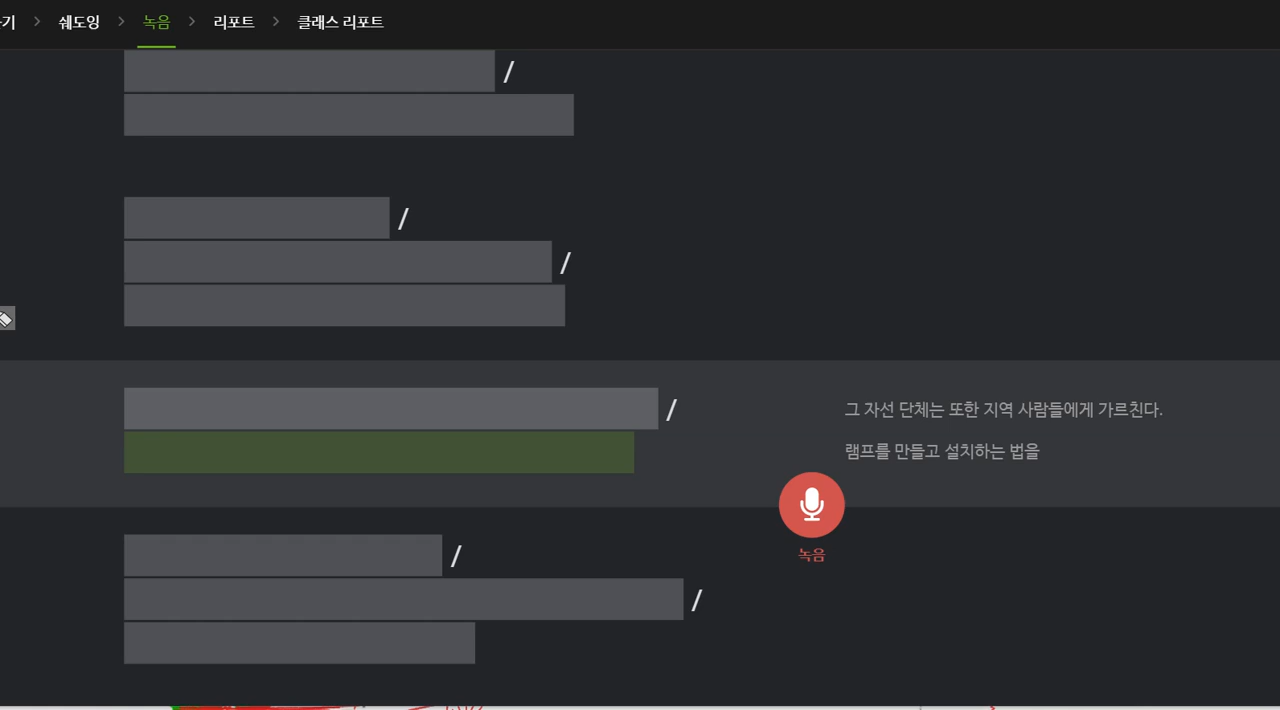 기 > 쉐도잉 > 녹음 > 리포트 > 클래스 리포트
/
/
/
/
그 자선 단체는 또한 지역 사람들에게 가르친다.
램프를 만들고 설치하는 법을
녹음
/
/